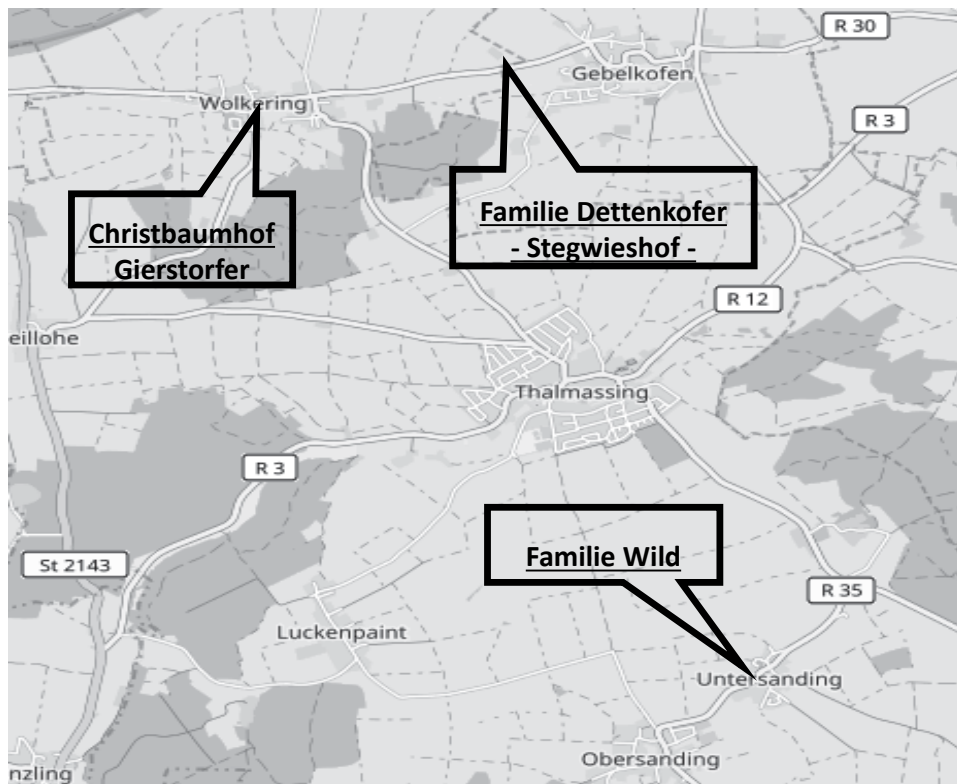 R 30
Gebelkofen
Wolkering
R 3
Familie Dettenkofer
- Stegwieshof -
Christbaumhof
Gierstorfer
R 12
eillohe
Thalmassing
R 3
Familie Wild
St 2143
R 35
Luckenpaint
Untersanding
Obersanding
nzling